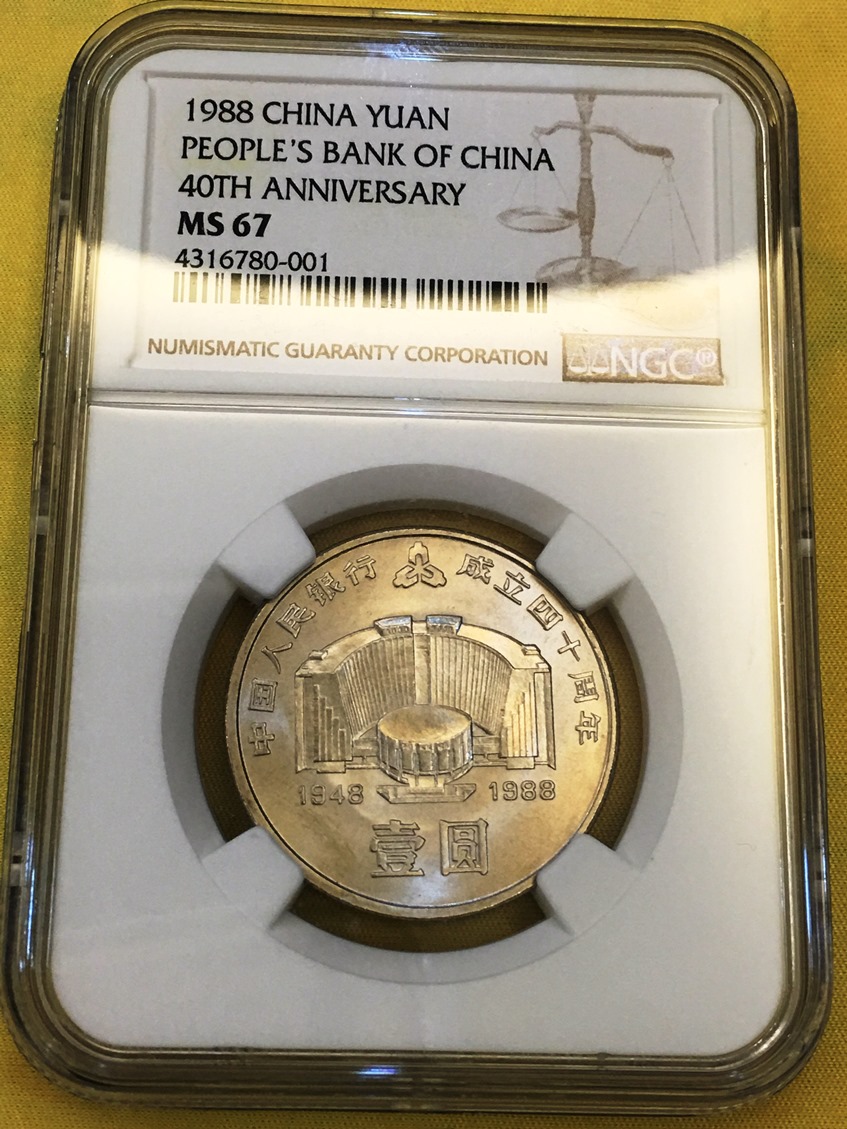 1988 CHINA YUAN
PEOPLE'S BANK OF CHINA
40TH ANNIVERSARY
MS 67
4316780-001
NUMISMATIC GUARANTY CORPORATION
NGC®
中国人民银行 成立四十周年
1948 1988
壹圆